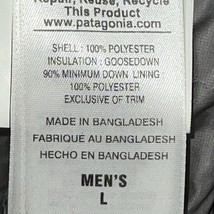 Repair, Reuse, Recycle
This Product
www.patagonia.com
SHELL: 100% POLYESTER
INSULATION: GOOSEDOWN
90% MINIMUM DOWN LINING
100% POLYESTER
EXCLUSIVE OF TRIM
MADE IN BANGLADESH
FABRIQUÉ AU BANGLADESH
HECHO EN BANGLADESH
MEN'S
L